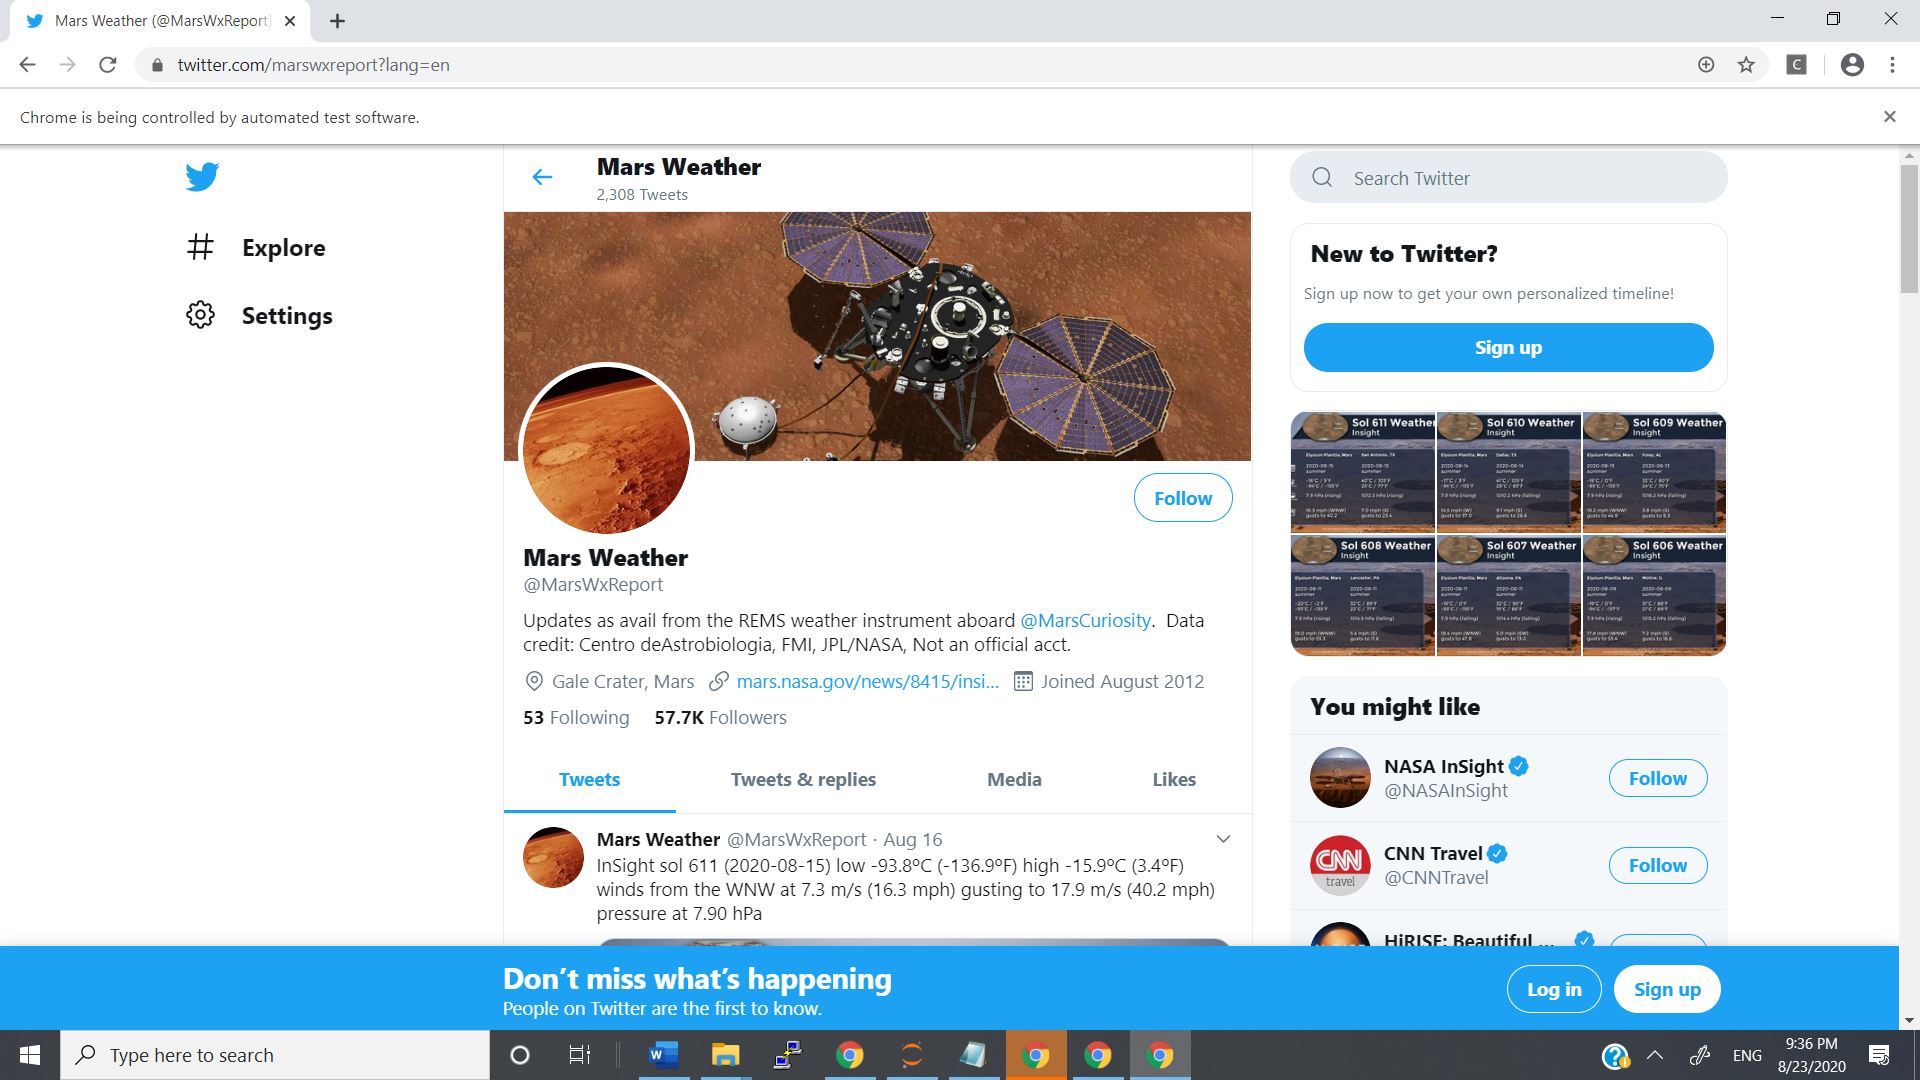 Mars Weather (@MarsWxReport)
twitter.com/marswxreport?lang=en
C
Chrome is being controlled by automated test software.
Mars Weather
2,308 Tweets
Explore
Settings
Follow
Mars Weather
@MarsWxReport
Updates as avail from the REMS weather instrument aboard @MarsCuriosity. Data
credit: Centro deAstrobiologia, FMI, JPL/NASA, Not an official acct.
Gale Crater, Mars mars.nasa.gov/news/8415/insi... Joined August 2012
53 Following 57.7K Followers
Tweets Tweets & replies Media Likes
Mars Weather @MarsWxReport · Aug 16
InSight sol 611 (2020-08-15) low -93.8ºC (-136.9ºF) high -15.9ºC (3.4ºF)
winds from the WNW at 7.3 m/s (16.3 mph) gusting to 17.9 m/s (40.2 mph)
pressure at 7.90 hPa
Search Twitter
New to Twitter?
Sign up now to get your own personalized timeline!
Sign up
Sol 611 Weather
Insight
Sol 610 Weather
Insight
Sol 609 Weather
Insight
Sol 608 Weather
Insight
Sol 607 Weather
Insight
Sol 606 Weather
Insight
You might like
NASA InSight
@NASAInSight
Follow
CNN Travel
@CNNTravel
Follow
CNN
travel
HiRISE: Beautiful ...
Don't miss what's happening
People on Twitter are the first to know.
Log in
Sign up
Type here to search
ENG
9:36 PM
8/23/2020